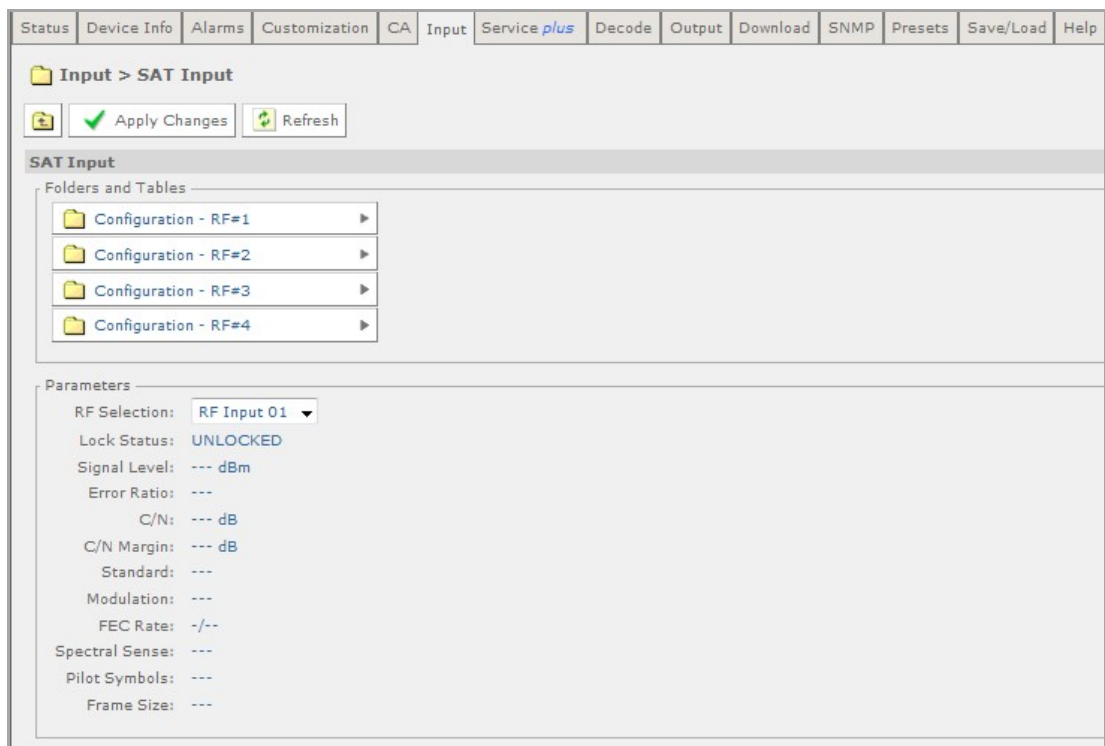 Status Device Info Alarms Customization CA Input Service plus Decode Output Download SNMP Presets Save/Load Help
Input > SAT Input
Apply Changes Refresh
SAT Input
Folders and Tables
Configuration - RF#1
Configuration - RF#2
Configuration - RF#3
Configuration - RF#4
Parameters
RF Selection: RF Input 01
Lock Status: UNLOCKED
Signal Level: --- dBm
Error Ratio: ---
C/N: --- dB
C/N Margin: --- dB
Standard: ---
Modulation: ---
FEC Rate: -/--
Spectral Sense: ---
Pilot Symbols: ---
Frame Size: ---